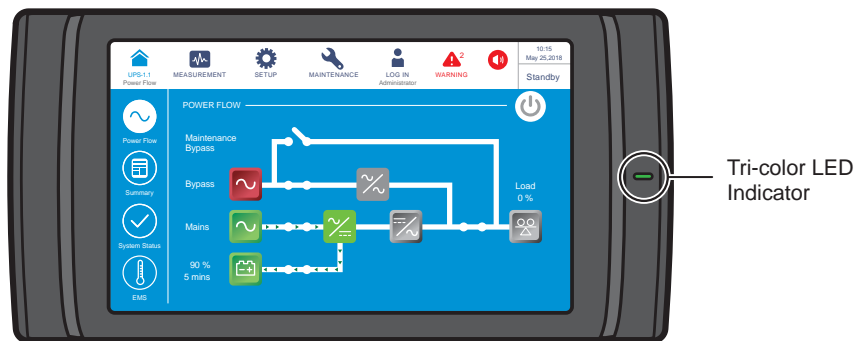 UPS-1.1
Power Flow
MEASUREMENT
SETUP
MAINTENANCE
LOG IN
Administrator
2
WARNING
10:15
May 25,2018
Standby
POWER FLOW
Power Flow
Summary
System Status
EMS
Maintenance
Bypass
Bypass
Mains
90 %
5 mins
Load
0 %
Tri-color LED
Indicator